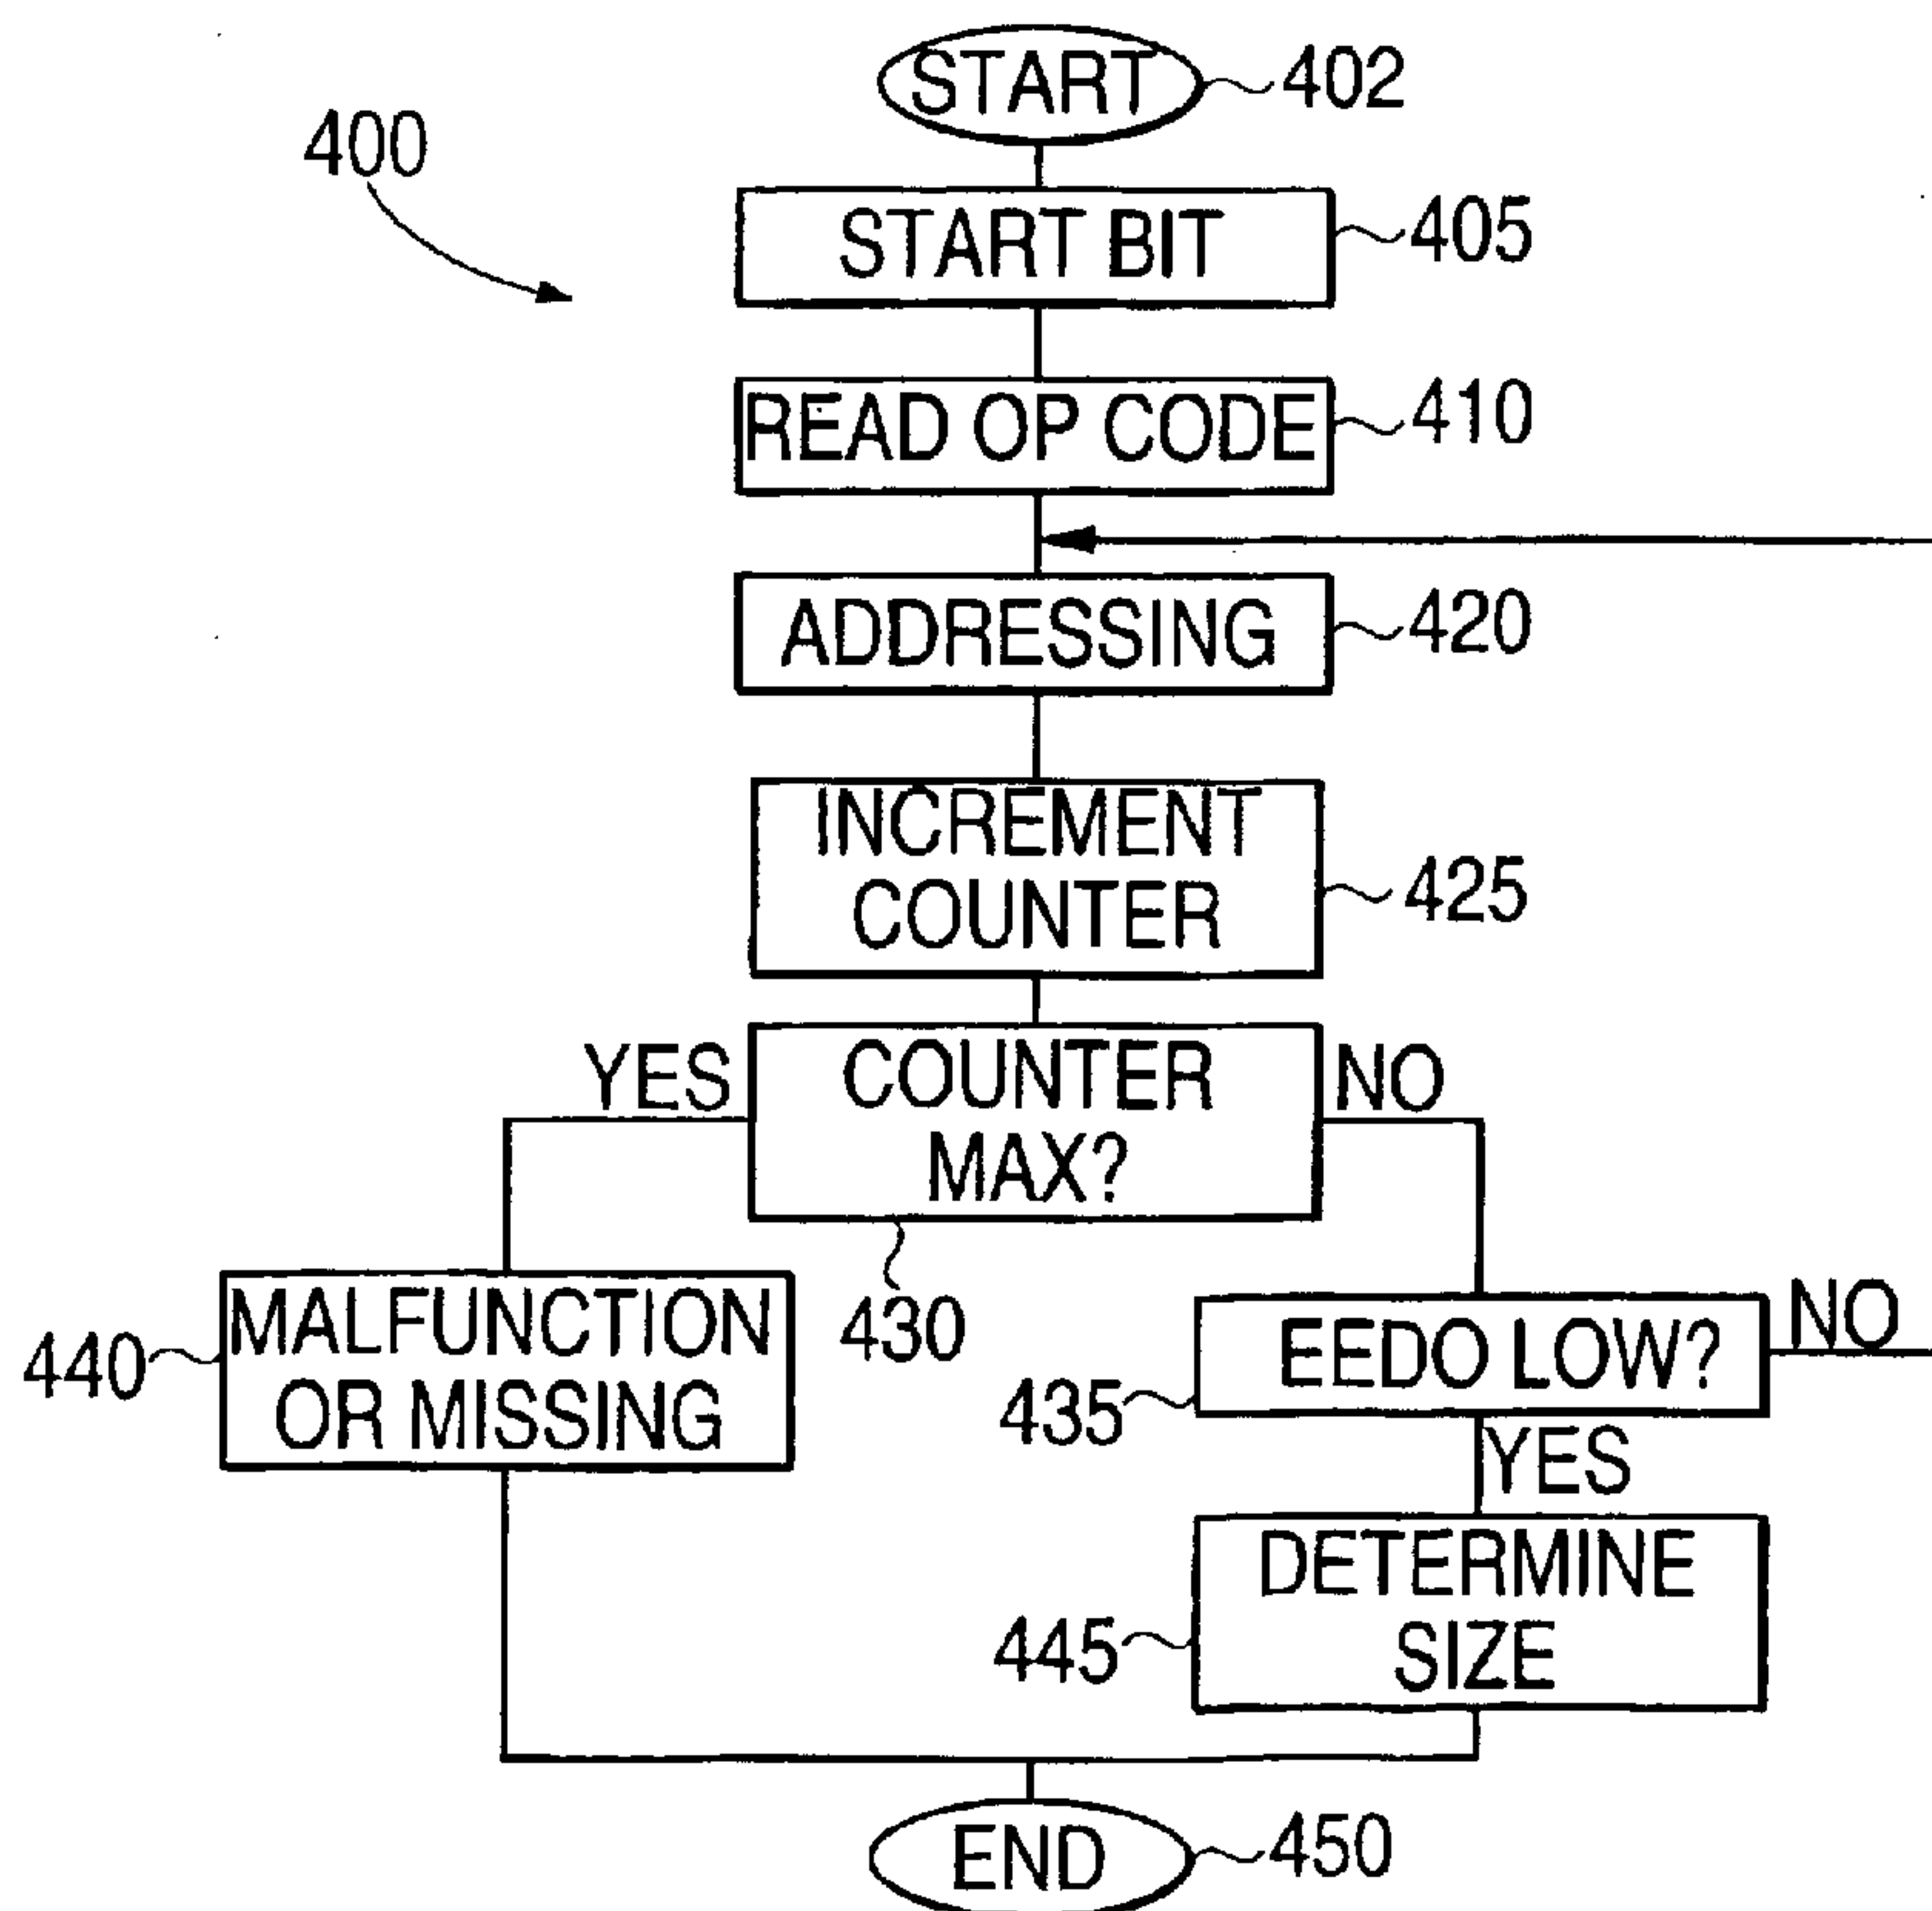 START
402
400
START BIT
405
READ OP CODE
410
ADDRESSING
420
INCREMENT
COUNTER
425
YES
COUNTER
MAX?
NO
430
MALFUNCTION
OR MISSING
440
EEDO LOW?
NO
435
YES
DETERMINE
SIZE
445
END
450